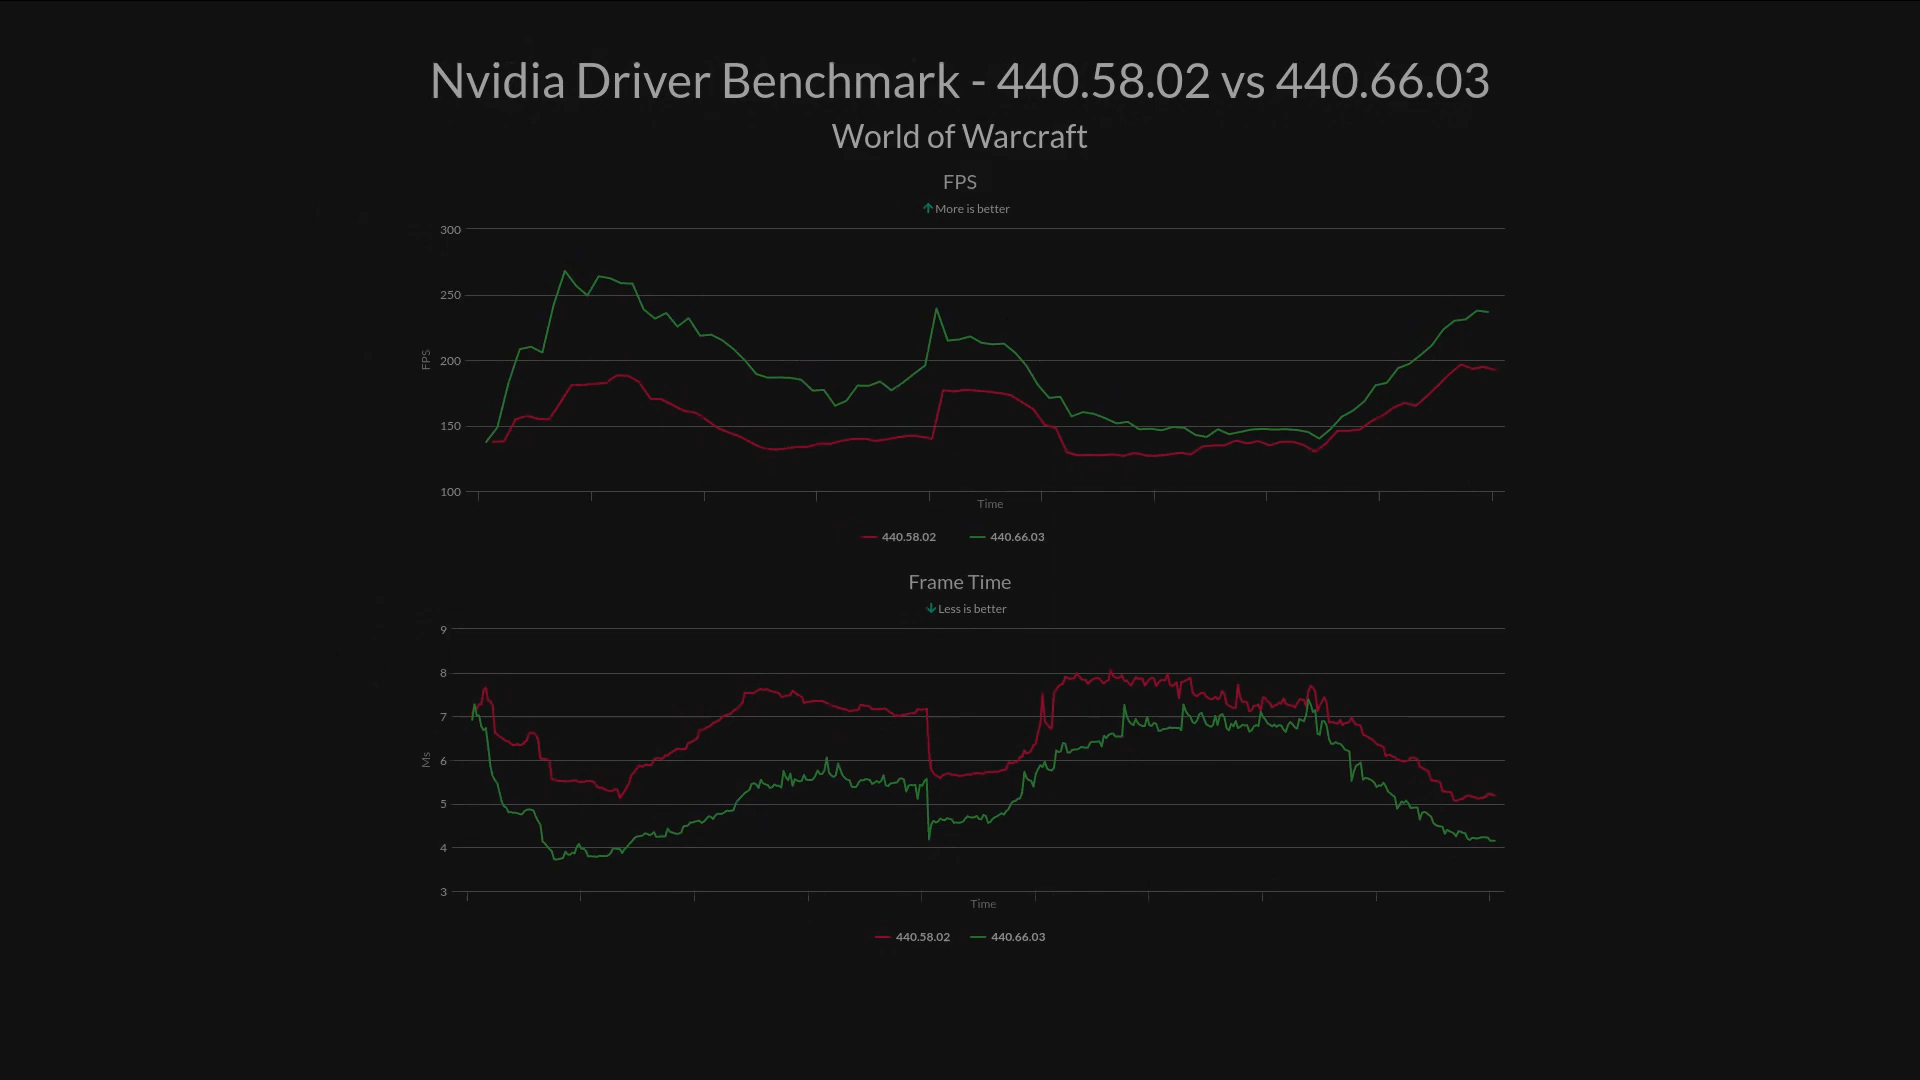 Nvidia Driver Benchmark - 440.58.02 vs 440.66.03
World of Warcraft
FPS
More is better
300
250
200
150
100
FPS
Time
440.58.02 440.66.03
Frame Time
Less is better
9
8
7
6
5
4
3
Ms
Time
440.58.02 440.66.03